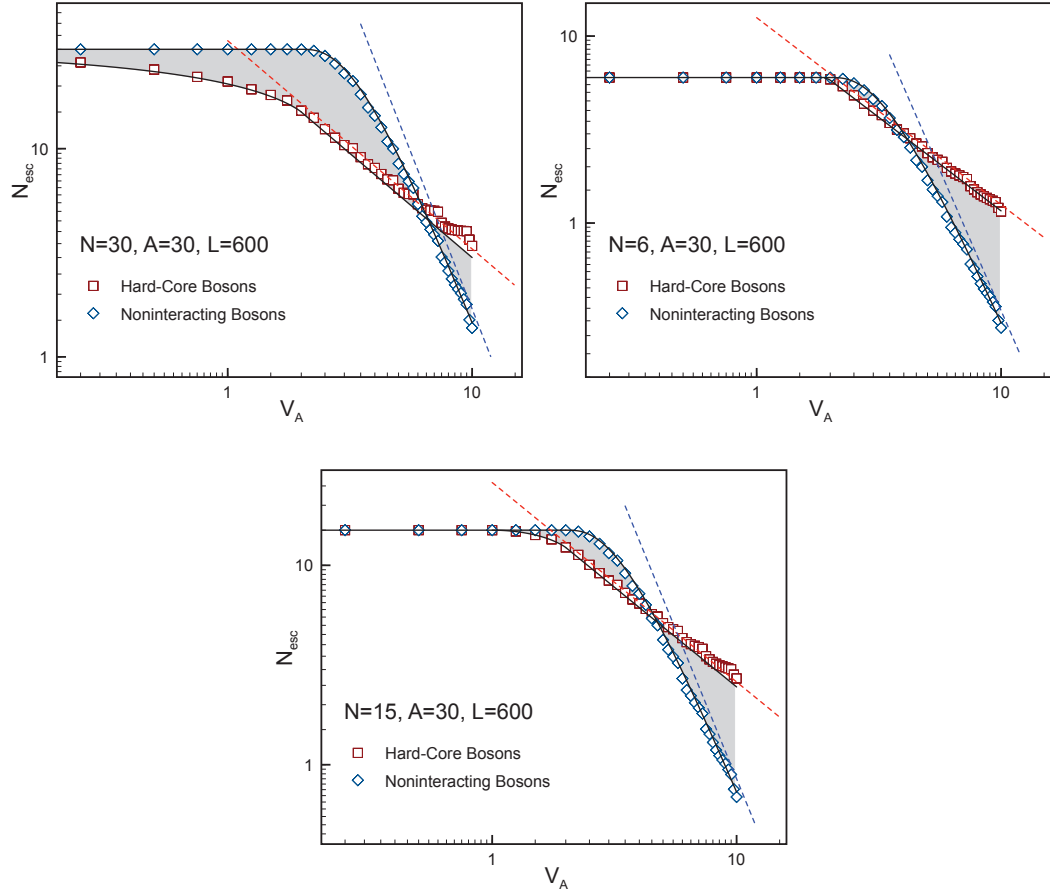 10
1
N_esc
N=30, A=30, L=600
Hard-Core Bosons
Noninteracting Bosons
1
10
V_A
10
1
N_esc
N=6, A=30, L=600
Hard-Core Bosons
Noninteracting Bosons
1
10
V_A
10
1
N_esc
N=15, A=30, L=600
Hard-Core Bosons
Noninteracting Bosons
1
10
V_A